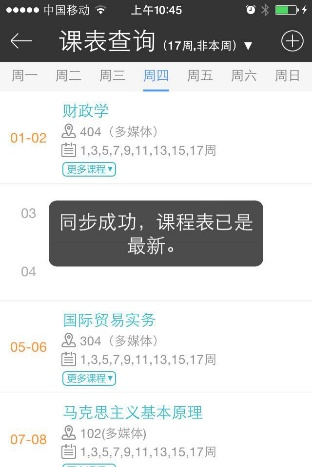 中国移动 上午10:45
课表查询 (17周,非本周) ▼
周一 周二 周三 周四 周五 周六 周日
01-02
财政学
404（多媒体）
1,3,5,7,9,11,13,15,17周
更多课程▼
03
同步成功，课程表已是
最新。
04
05-06
国际贸易实务
304（多媒体）
1,3,5,7,9,11,13,15,17周
更多课程▼
07-08
马克思主义基本原理
102(多媒体)
1,3,5,7,9,11,13,15,17周
更多课程▼